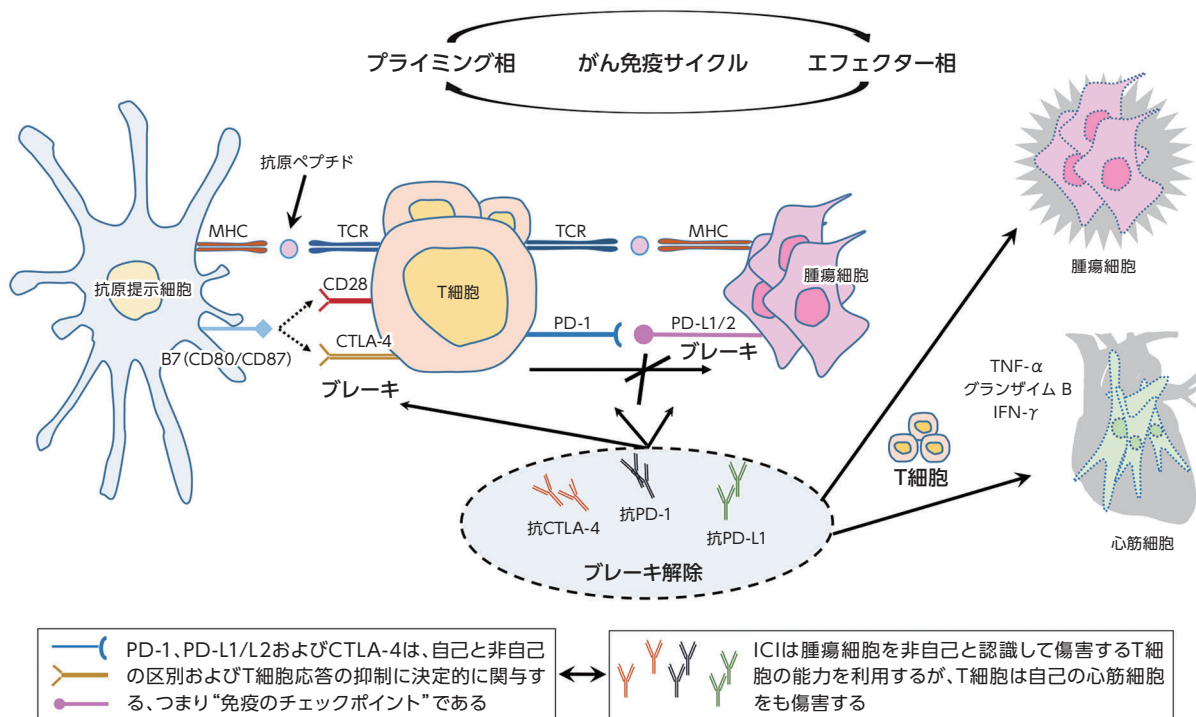 プライミング相
がん免疫サイクル
エフェクター相
抗原ペプチド
MHC
TCR
TCR
MHC
抗原提示細胞
CD28
T細胞
腫瘍細胞
腫瘍細胞
B7(CD80/CD87)
CTLA-4
PD-1
PD-L1/2
ブレーキ
ブレーキ
TNF-α
グランザイム B
IFN-γ
T細胞
抗CTLA-4
抗PD-1
抗PD-L1
心筋細胞
ブレーキ解除
PD-1、PD-L1/L2およびCTLA-4は、自己と非自己
の区別およびT細胞応答の抑制に決定的に関与す
る、つまり“免疫のチェックポイント”である
ICIは腫瘍細胞を非自己と認識して傷害するT細
胞の能力を利用するが、T細胞は自己の心筋細胞
をも傷害する